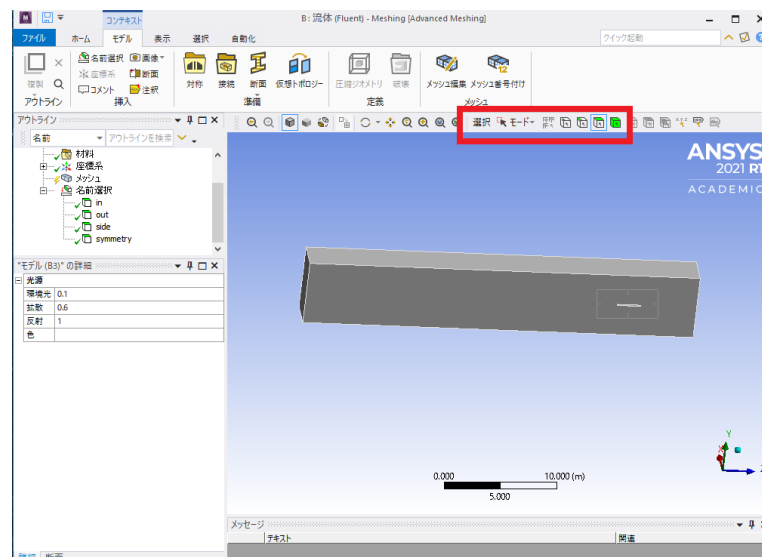 コンテキスト
B: 流体 (Fluent) - Meshing [Advanced Meshing]
ファイル ホーム モデル 表示 選択 自動化
クイック起動
複製
名前選択 画像
座標系 断面
コメント 注釈
対称 接続 断面 仮想トポロジー 圧縮ジオメトリ 破棄 メッシュ編集 メッシュ番号付け
アウトライン 挿入 準備 定義 メッシュ
アウトライン
名前 アウトラインを検索
選択 モード
材料
座標系
メッシュ
名前選択
in
out
side
symmetry
"モデル (B3)" の詳細
光源
環境光 0.1
拡散 0.6
反射 1
色
ANSYS
2021 R1
ACADEMIC
Y
X
Z
0.000 10.000 (m)
5.000
メッセージ
テキスト 関連
詳細 断面